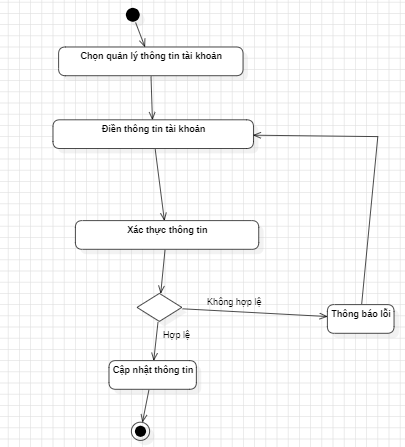 Chọn quản lý thông tin tài khoản
Điền thông tin tài khoản
Xác thực thông tin
Không hợp lệ
Thông báo lỗi
Hợp lệ
Cập nhật thông tin